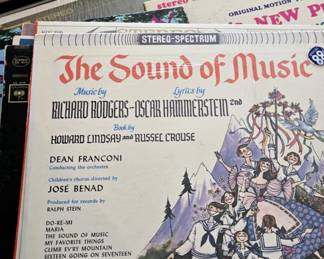 ORIGINAL MOTION
STEREO-SPECTRUM
The Sound of Music
Music by
Lyrics by
RICHARD RODGERS - OSCAR HAMMERSTEIN 2nd
Book by
HOWARD LINDSAY and RUSSEL CROUSE
DEAN FRANCONI
Conducting the orchestra
Children's chorus directed by
JOSÉ BENAD
Produced for records by
RALPH STEIN
DO-RE-MI
MARIA
THE SOUND OF MUSIC
MY FAVORITE THINGS
CLIMB EV'RY MOUNTAIN
SIXTEEN GOING ON SEVENTEEN